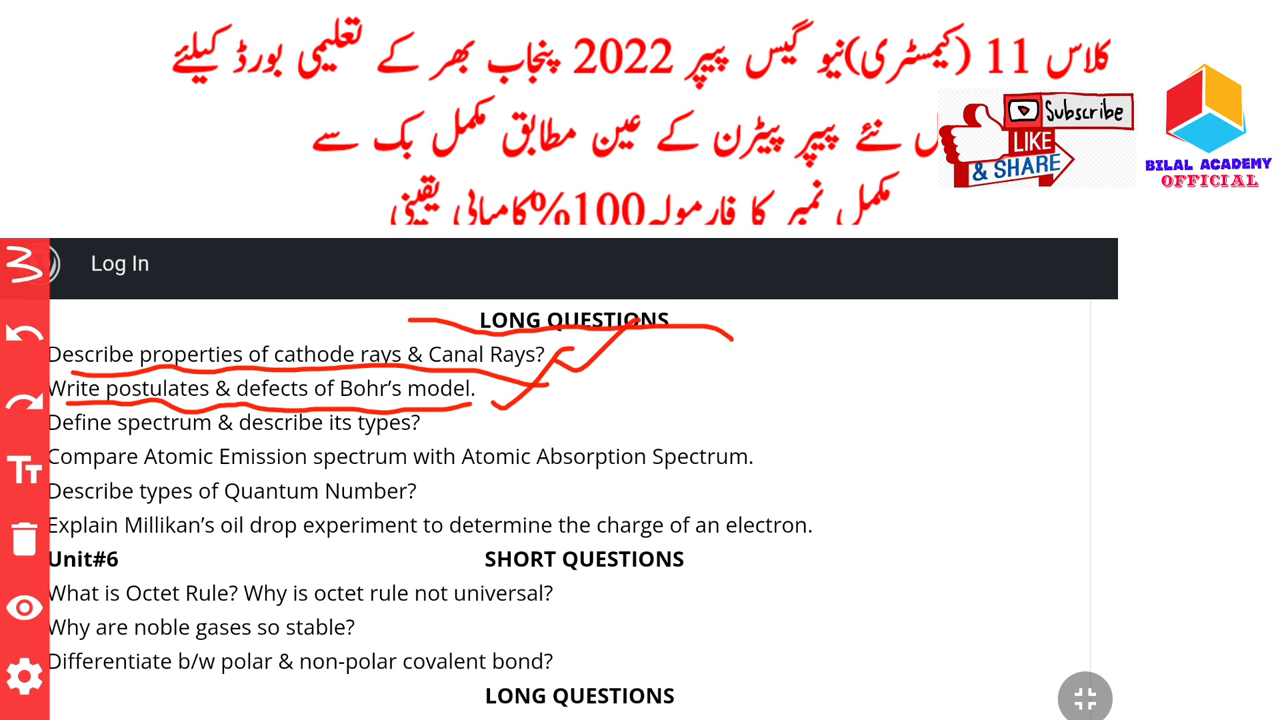 کلاس 11 (کیمسٹری)نیو گیس پیپر 2022 پنجاب بھر کے تعلیمی بورڈ کیلئے
نئے پیپر پیٹرن کے عین مطابق مکمل بک سے
مکمل نمبر کا فارمولہ 100%کامیابی یقینی
Subscribe
LIKE
& SHARE
BILAL ACADEMY
OFFICIAL
Log In
LONG QUESTIONS
Describe properties of cathode rays & Canal Rays?
Write postulates & defects of Bohr’s model.
Define spectrum & describe its types?
Compare Atomic Emission spectrum with Atomic Absorption Spectrum.
Describe types of Quantum Number?
Explain Millikan’s oil drop experiment to determine the charge of an electron.
Unit#6 SHORT QUESTIONS
What is Octet Rule? Why is octet rule not universal?
Why are noble gases so stable?
Differentiate b/w polar & non-polar covalent bond?
LONG QUESTIONS